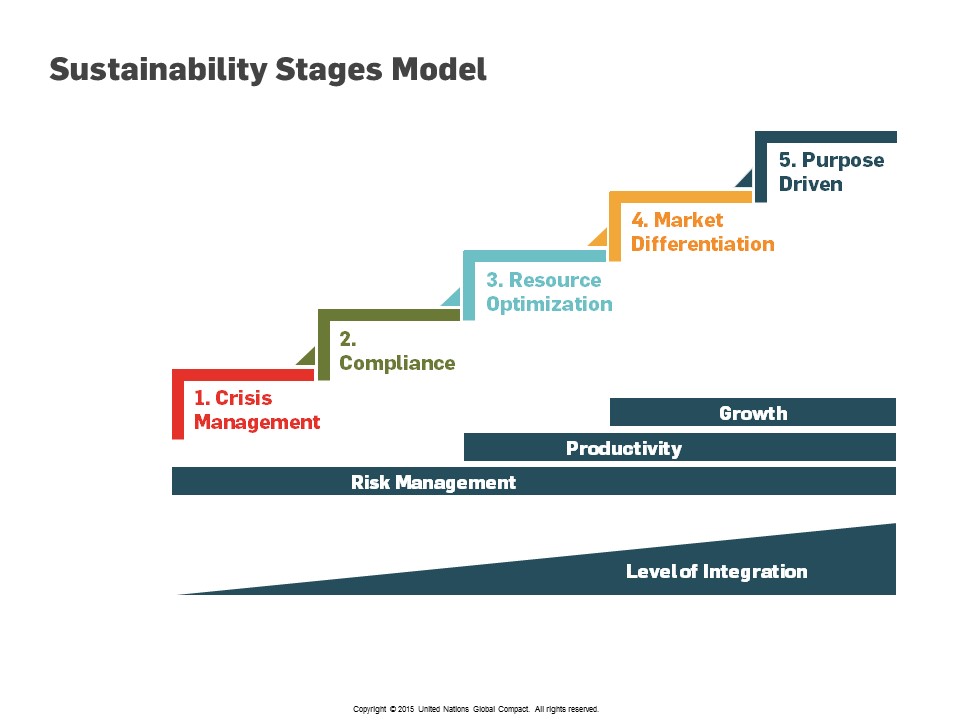 Sustainability Stages Model
5. Purpose
Driven
4. Market
Differentiation
3. Resource
Optimization
2.
Compliance
1. Crisis
Management
Growth
Productivity
Risk Management
Level of Integration
Copyright © 2015 United Nations Global Compact. All rights reserved.